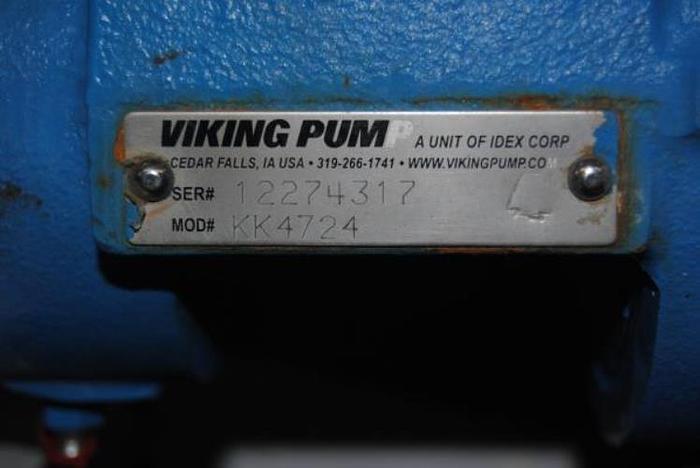 VIKING PUMP A UNIT OF IDEX CORP
CEDAR FALLS, IA USA • 319-266-1741 • WWW.VIKINGPUMP.COM
SER# 12274317
MOD# KK4724